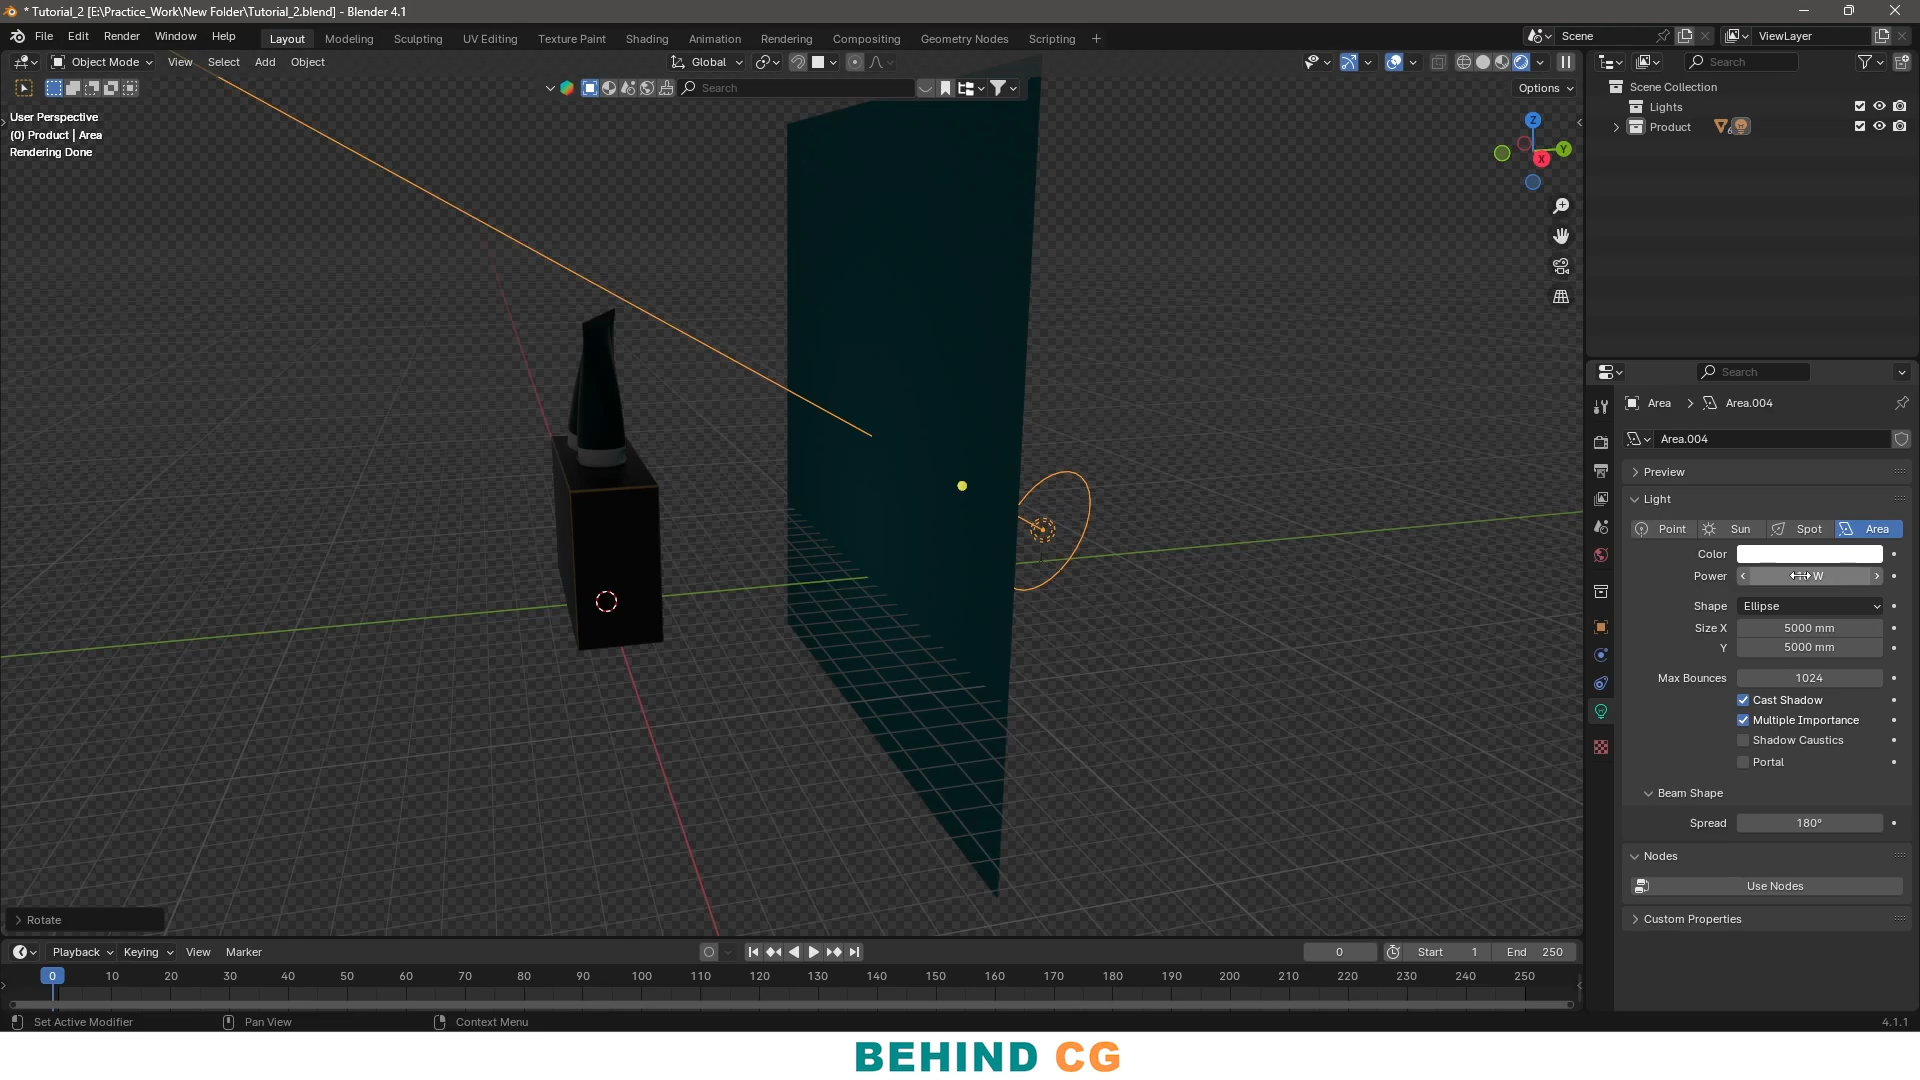 * Tutorial_2 [E:\Practice_Work\New Folder\Tutorial_2.blend] - Blender 4.1
File Edit Render Window Help
Layout Modeling Sculpting UV Editing Texture Paint Shading Animation Rendering Compositing Geometry Nodes Scripting +
Scene
ViewLayer
Object Mode View Select Add Object
Global
Search
Options
User Perspective
(0) Product | Area
Rendering Done
Z
Y
X
Search
Scene Collection
Lights
Product
6
Search
Area > Area.004
Area.004
Preview
Light
Point Sun Spot Area
Color
Power W
Shape Ellipse
Size X 5000 mm
Y 5000 mm
Max Bounces 1024
Cast Shadow
Multiple Importance
Shadow Caustics
Portal
Beam Shape
Spread 180°
Nodes
Use Nodes
Custom Properties
Rotate
Playback Keying View Marker
0
Start 1
End 250
0 10 20 30 40 50 60 70 80 90 100 110 120 130 140 150 160 170 180 190 200 210 220 230 240 250
Set Active Modifier
Pan View
Context Menu
4.1.1
BEHIND CG